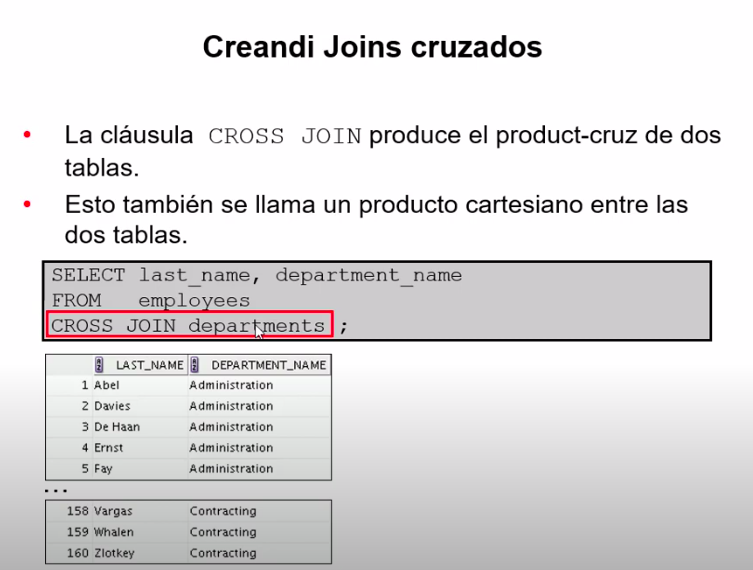 Creandi Joins cruzados
• La cláusula CROSS JOIN produce el product-cruz de dos
tablas.
• Esto también se llama un producto cartesiano entre las
dos tablas.
SELECT last_name, department_name
FROM employees
CROSS JOIN departments ;
LAST_NAME DEPARTMENT_NAME
1 Abel Administration
2 Davies Administration
3 De Haan Administration
4 Ernst Administration
5 Fay Administration
...
158 Vargas Contracting
159 Whalen Contracting
160 Zlotkey Contracting